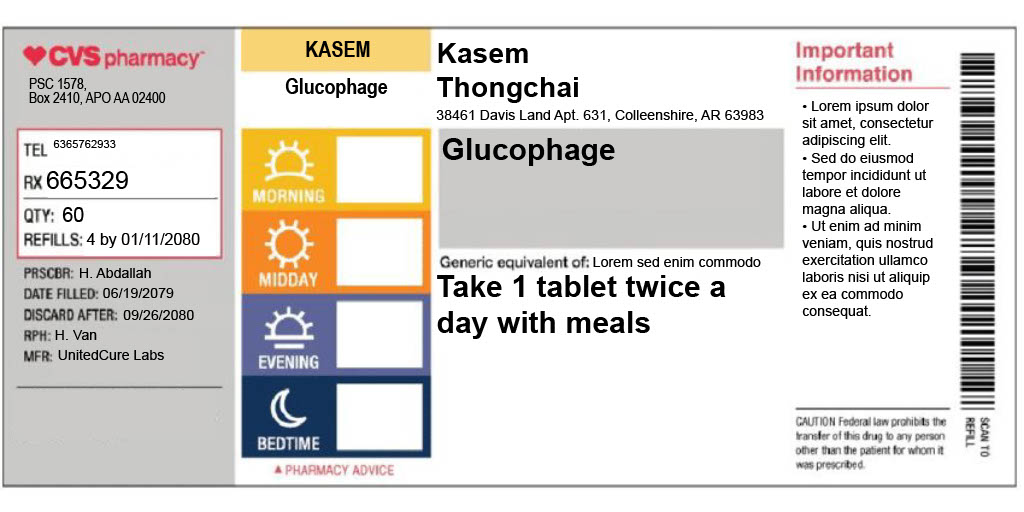 CVS pharmacy
PSC 1578,
Box 2410, APO AA 02400
TEL 6365762933
RX 665329
QTY: 60
REFILLS: 4 by 01/11/2080
PRSCBR: H. Abdallah
DATE FILLED: 06/19/2079
DISCARD AFTER: 09/26/2080
RPH: H. Van
MFR: UnitedCure Labs
KASEM
Glucophage
MORNING
MIDDAY
EVENING
BEDTIME
▲ PHARMACY ADVICE
Kasem
Thongchai
38461 Davis Land Apt. 631, Colleenshire, AR 63983
Glucophage
Generic equivalent of: Lorem sed enim commodo
Take 1 tablet twice a
day with meals
Important
Information
• Lorem ipsum dolor
sit amet, consectetur
adipiscing elit.
• Sed do eiusmod
tempor incididunt ut
labore et dolore
magna aliqua.
• Ut enim ad minim
veniam, quis nostrud
exercitation ullamco
laboris nisi ut aliquip
ex ea commodo
consequat.
CAUTION Federal law prohibits the
transfer of this drug to any person
other than the patient for whom it
was prescribed.
SCAN TO
REFILL